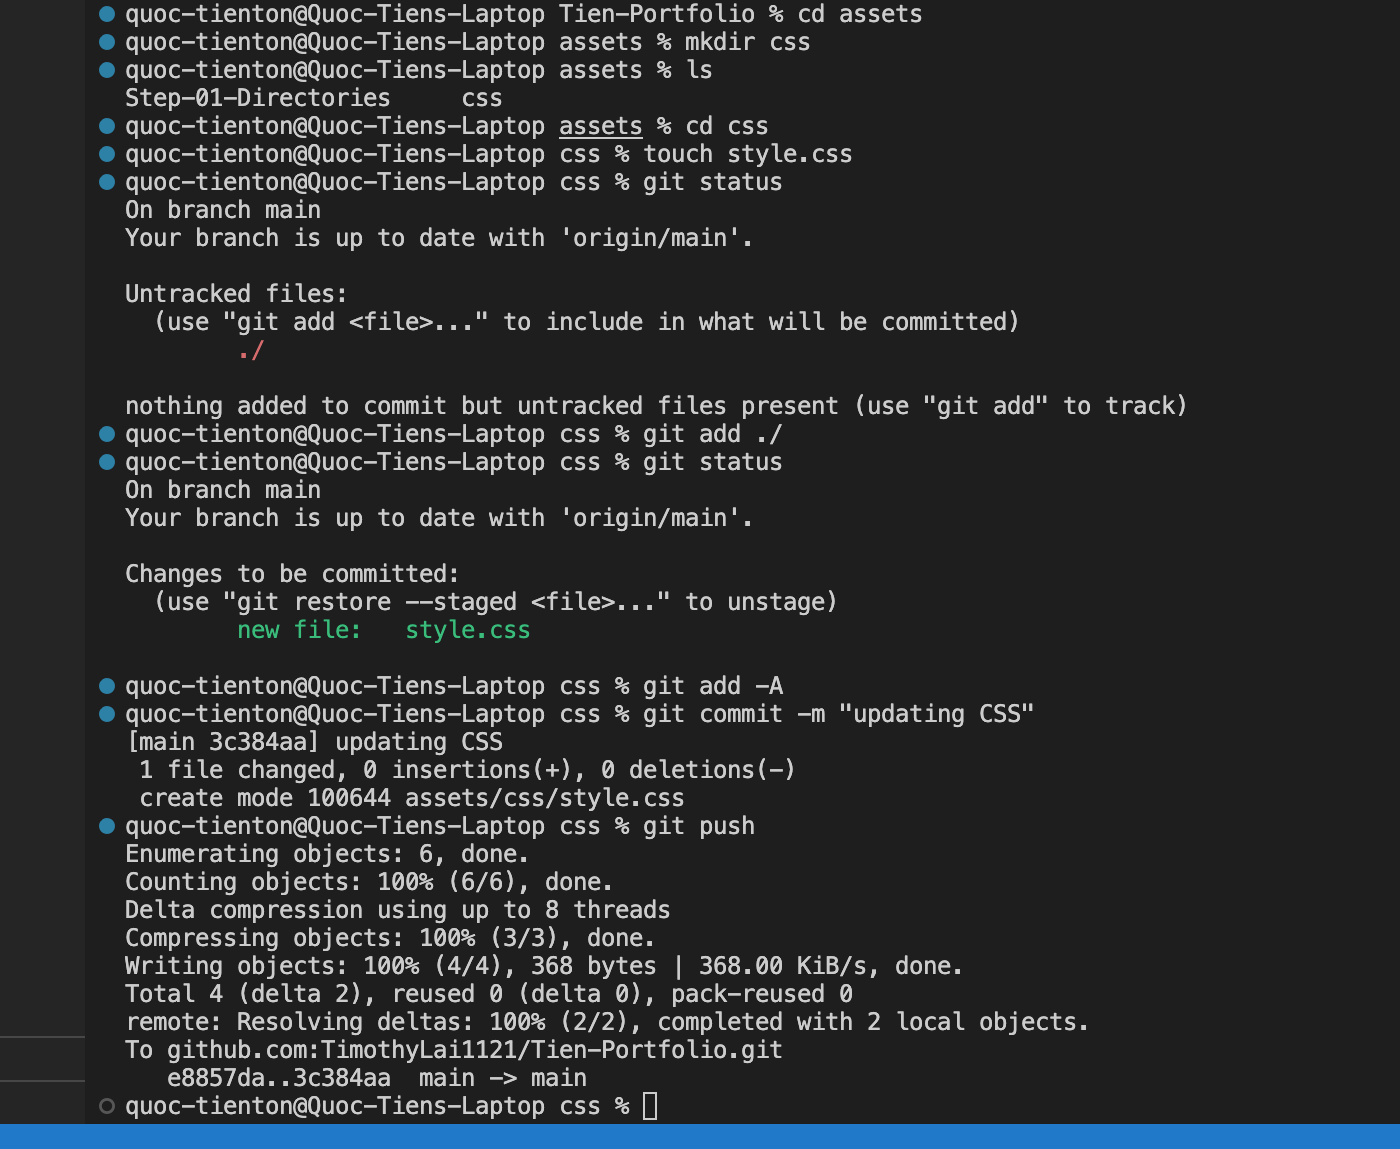 quoc-tienton@Quoc-Tiens-Laptop Tien-Portfolio % cd assets
quoc-tienton@Quoc-Tiens-Laptop assets % mkdir css
quoc-tienton@Quoc-Tiens-Laptop assets % ls
Step-01-Directories     css
quoc-tienton@Quoc-Tiens-Laptop assets % cd css
quoc-tienton@Quoc-Tiens-Laptop css % touch style.css
quoc-tienton@Quoc-Tiens-Laptop css % git status
On branch main
Your branch is up to date with 'origin/main'.
Untracked files:
  (use "git add <file>..." to include in what will be committed)
        ./
nothing added to commit but untracked files present (use "git add" to track)
quoc-tienton@Quoc-Tiens-Laptop css % git add ./
quoc-tienton@Quoc-Tiens-Laptop css % git status
On branch main
Your branch is up to date with 'origin/main'.
Changes to be committed:
  (use "git restore --staged <file>..." to unstage)
        new file:   style.css
quoc-tienton@Quoc-Tiens-Laptop css % git add -A
quoc-tienton@Quoc-Tiens-Laptop css % git commit -m "updating CSS"
[main 3c384aa] updating CSS
 1 file changed, 0 insertions(+), 0 deletions(-)
 create mode 100644 assets/css/style.css
quoc-tienton@Quoc-Tiens-Laptop css % git push
Enumerating objects: 6, done.
Counting objects: 100% (6/6), done.
Delta compression using up to 8 threads
Compressing objects: 100% (3/3), done.
Writing objects: 100% (4/4), 368 bytes | 368.00 KiB/s, done.
Total 4 (delta 2), reused 0 (delta 0), pack-reused 0
remote: Resolving deltas: 100% (2/2), completed with 2 local objects.
To github.com:TimothyLai1121/Tien-Portfolio.git
   e8857da..3c384aa  main -> main
quoc-tienton@Quoc-Tiens-Laptop css %